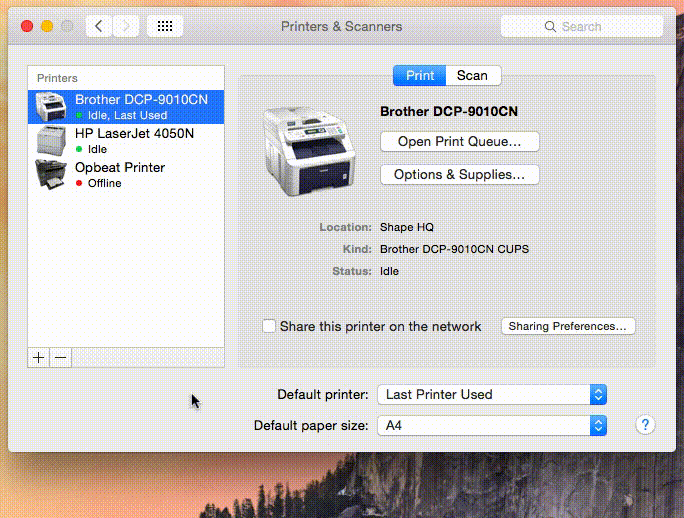 Printers & Scanners
Search
Printers
Brother DCP-9010CN
Idle, Last Used
HP LaserJet 4050N
Idle
Opbeat Printer
Offline
Print
Scan
Brother DCP-9010CN
Open Print Queue...
Options & Supplies...
Location: Shape HQ
Kind: Brother DCP-9010CN CUPS
Status: Idle
Share this printer on the network
Sharing Preferences...
+ −
Default printer: Last Printer Used
Default paper size: A4
?